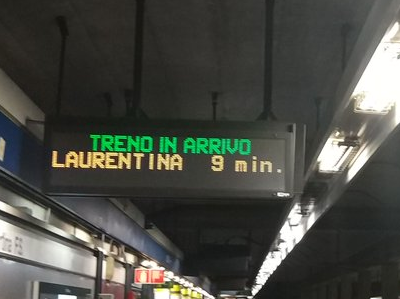 TRENO IN ARRIVO
LAURENTINA 9 min.